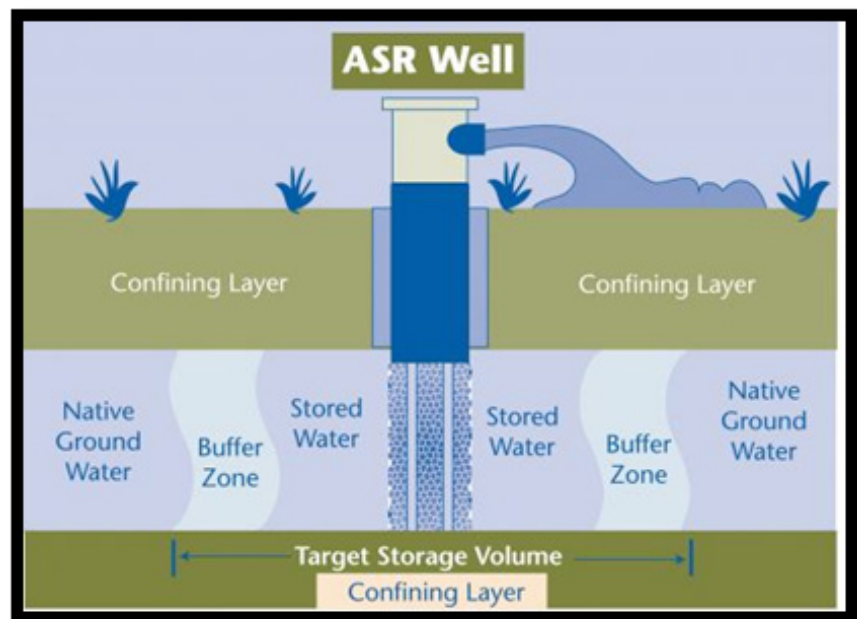 ASR Well
Confining Layer
Confining Layer
Native
Ground
Water
Buffer
Zone
Stored
Water
Stored
Water
Buffer
Zone
Native
Ground
Water
Target Storage Volume
Confining Layer